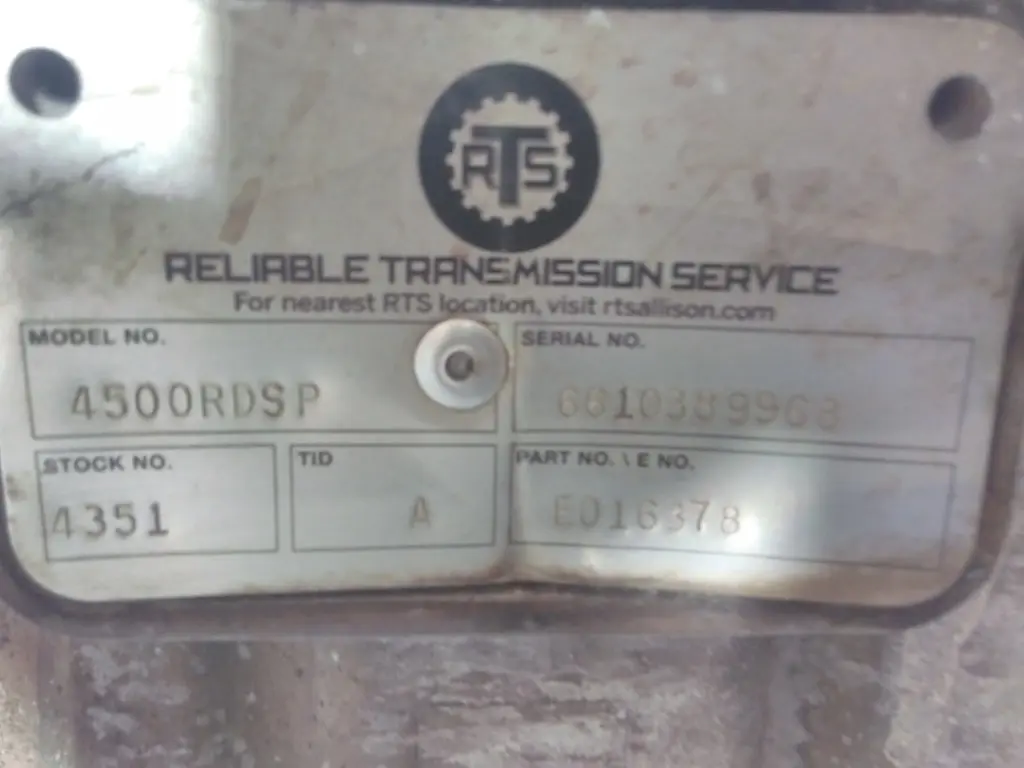 RTS
RELIABLE TRANSMISSION SERVICE
For nearest RTS location, visit rtsallison.com
MODEL NO.
4500RDSP
SERIAL NO.
STOCK NO.
4351
TID
A
PART NO. \ E NO.
E016378